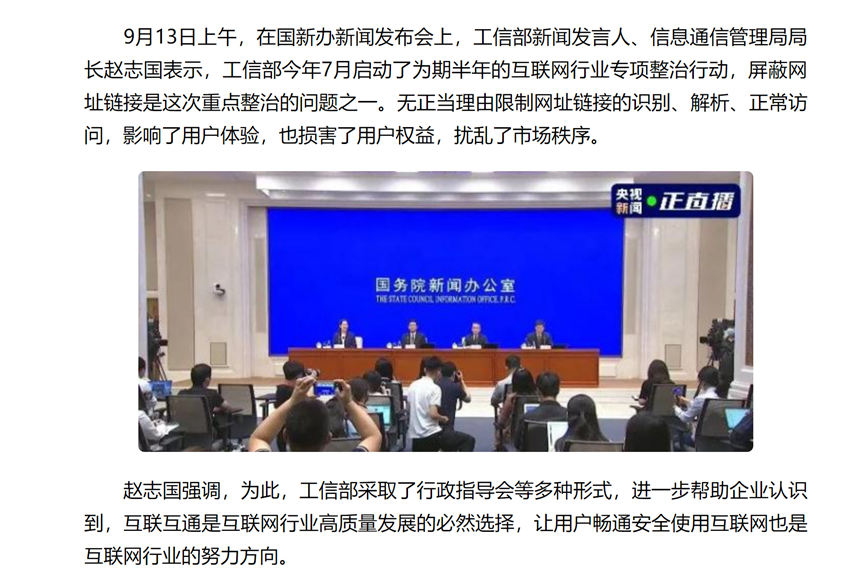 9月13日上午，在国新办新闻发布会上，工信部新闻发言人、信息通信管理局局
长赵志国表示，工信部今年7月启动了为期半年的互联网行业专项整治行动，屏蔽网
址链接是这次重点整治的问题之一。无正当理由限制网址链接的识别、解析、正常访
问，影响了用户体验，也损害了用户权益，扰乱了市场秩序。
央视
新闻
正直播
国务院新闻办公室
THE STATE COUNCIL INFORMATION OFFICE, P.R.C.
赵志国强调，为此，工信部采取了行政指导会等多种形式，进一步帮助企业认识
到，互联互通是互联网行业高质量发展的必然选择，让用户畅通安全使用互联网也是
互联网行业的努力方向。